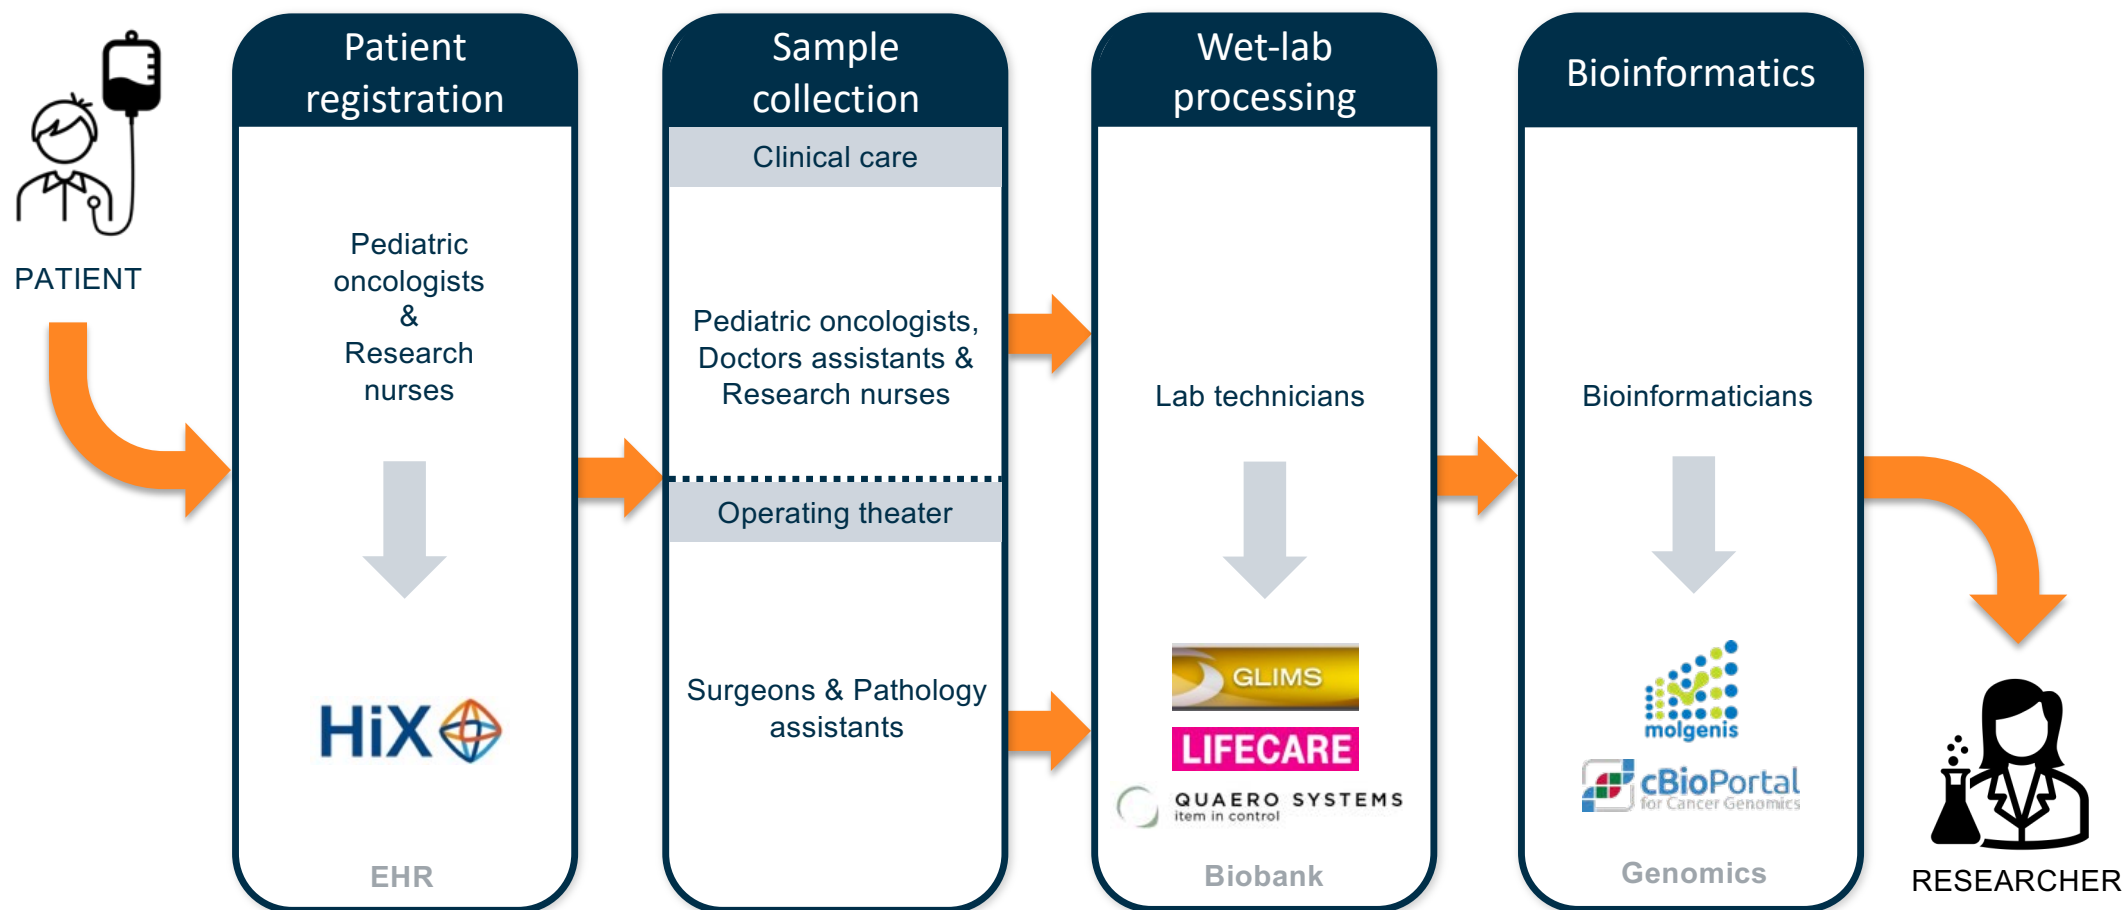 PATIENT
Patient
registration
Pediatric
oncologists
&
Research
nurses
HiX
EHR
Sample
collection
Clinical care
Pediatric oncologists,
Doctors assistants &
Research nurses
Operating theater
Surgeons & Pathology
assistants
Wet-lab
processing
Lab technicians
GLIMS
LIFECARE
QUAERO SYSTEMS
item in control
Biobank
Bioinformatics
Bioinformaticians
molgenis
cBioPortal
for Cancer Genomics
Genomics
RESEARCHER